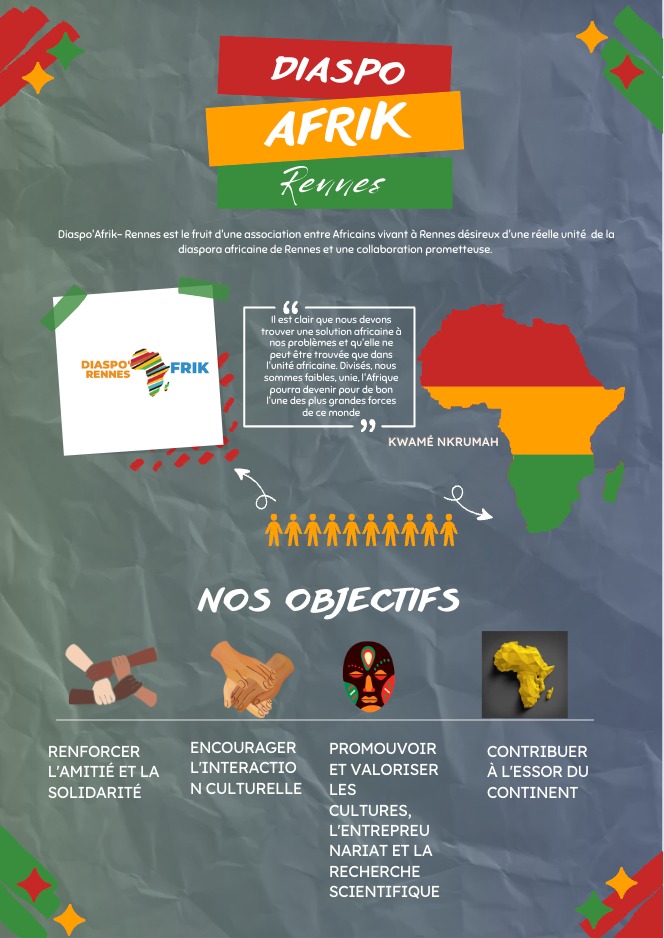 DIASPO
AFRIK
Rennes
Diaspo'Afrik- Rennes est le fruit d'une association entre Africains vivant à Rennes désireux d'une réelle unité de la
diaspora africaine de Rennes et une collaboration prometteuse.
DIASPO'
RENNES
FRIK
“
Il est clair que nous devons
trouver une solution africaine à
nos problèmes et qu'elle ne
peut être trouvée que dans
l'unité africaine. Divisés, nous
sommes faibles, unie, l'Afrique
pourra devenir pour de bon
l'une des plus grandes forces
de ce monde
”
KWAMÉ NKRUMAH
NOS OBJECTIFS
RENFORCER
L'AMITIÉ ET LA
SOLIDARITÉ
ENCOURAGER
L'INTERACTIO
N CULTURELLE
PROMOUVOIR
ET VALORISER
LES
CULTURES,
L'ENTREPREU
NARIAT ET LA
RECHERCHE
SCIENTIFIQUE
CONTRIBUER
À L'ESSOR DU
CONTINENT